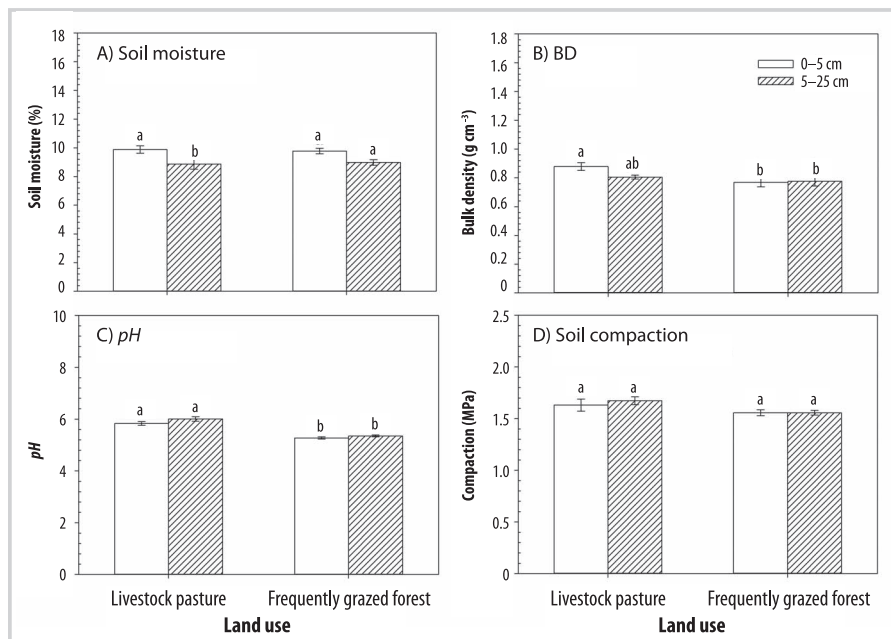 A) Soil moisture
Soil moisture (%)
18
16
14
12
10
8
6
4
2
0
a
b
a
a
B) BD
0–5 cm
5–25 cm
Bulk density (g cm⁻³)
1.8
1.6
1.4
1.2
1.0
0.8
0.6
0.4
0.2
0
a
ab
b
b
C) pH
pH
10
8
6
4
2
0
a
a
b
b
Livestock pasture
Frequently grazed forest
Land use
D) Soil compaction
Compaction (MPa)
2.5
2.0
1.5
1.0
0.5
0
a
a
a
a
Livestock pasture
Frequently grazed forest
Land use